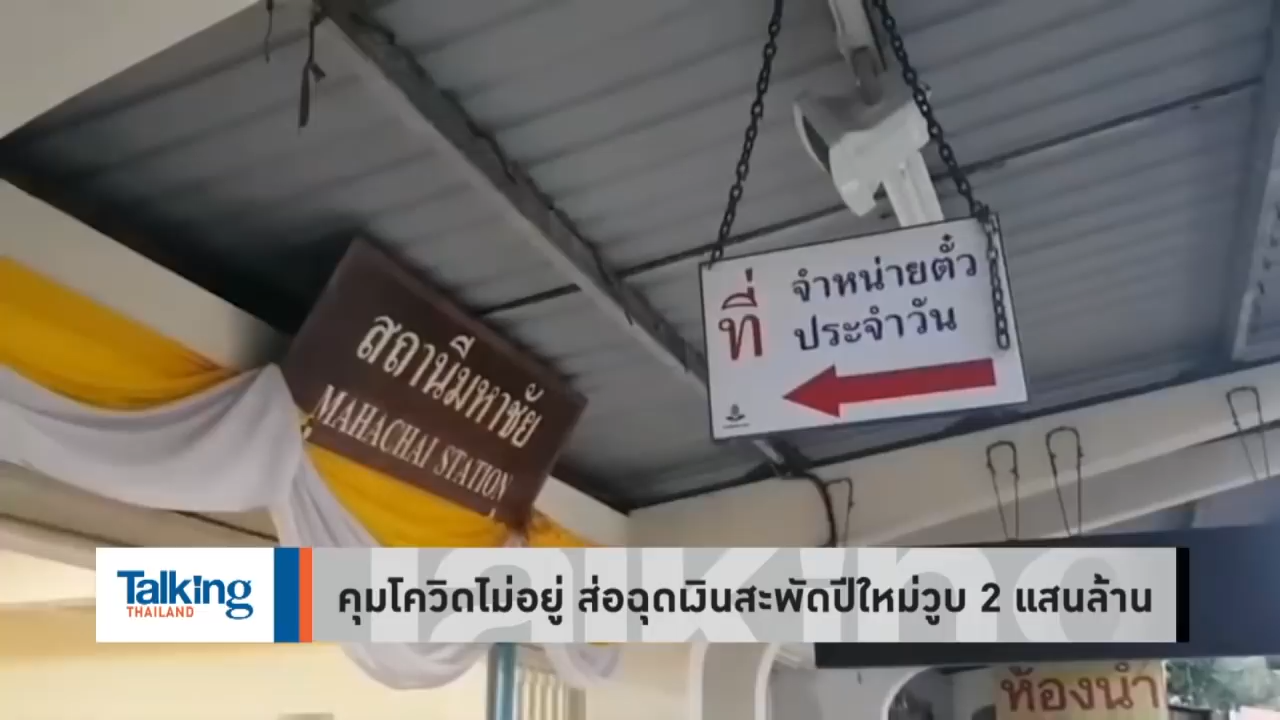 ที่
จำหน่ายตั๋ว
ประจำวัน
สถานีมหาชัย
MAHACHAI STATION
Talking
THAILAND
คุมโควิดไม่อยู่ ส่อฉุดเงินสะพัดปีใหม่วูบ 2 แสนล้าน
ห้องน้ำ